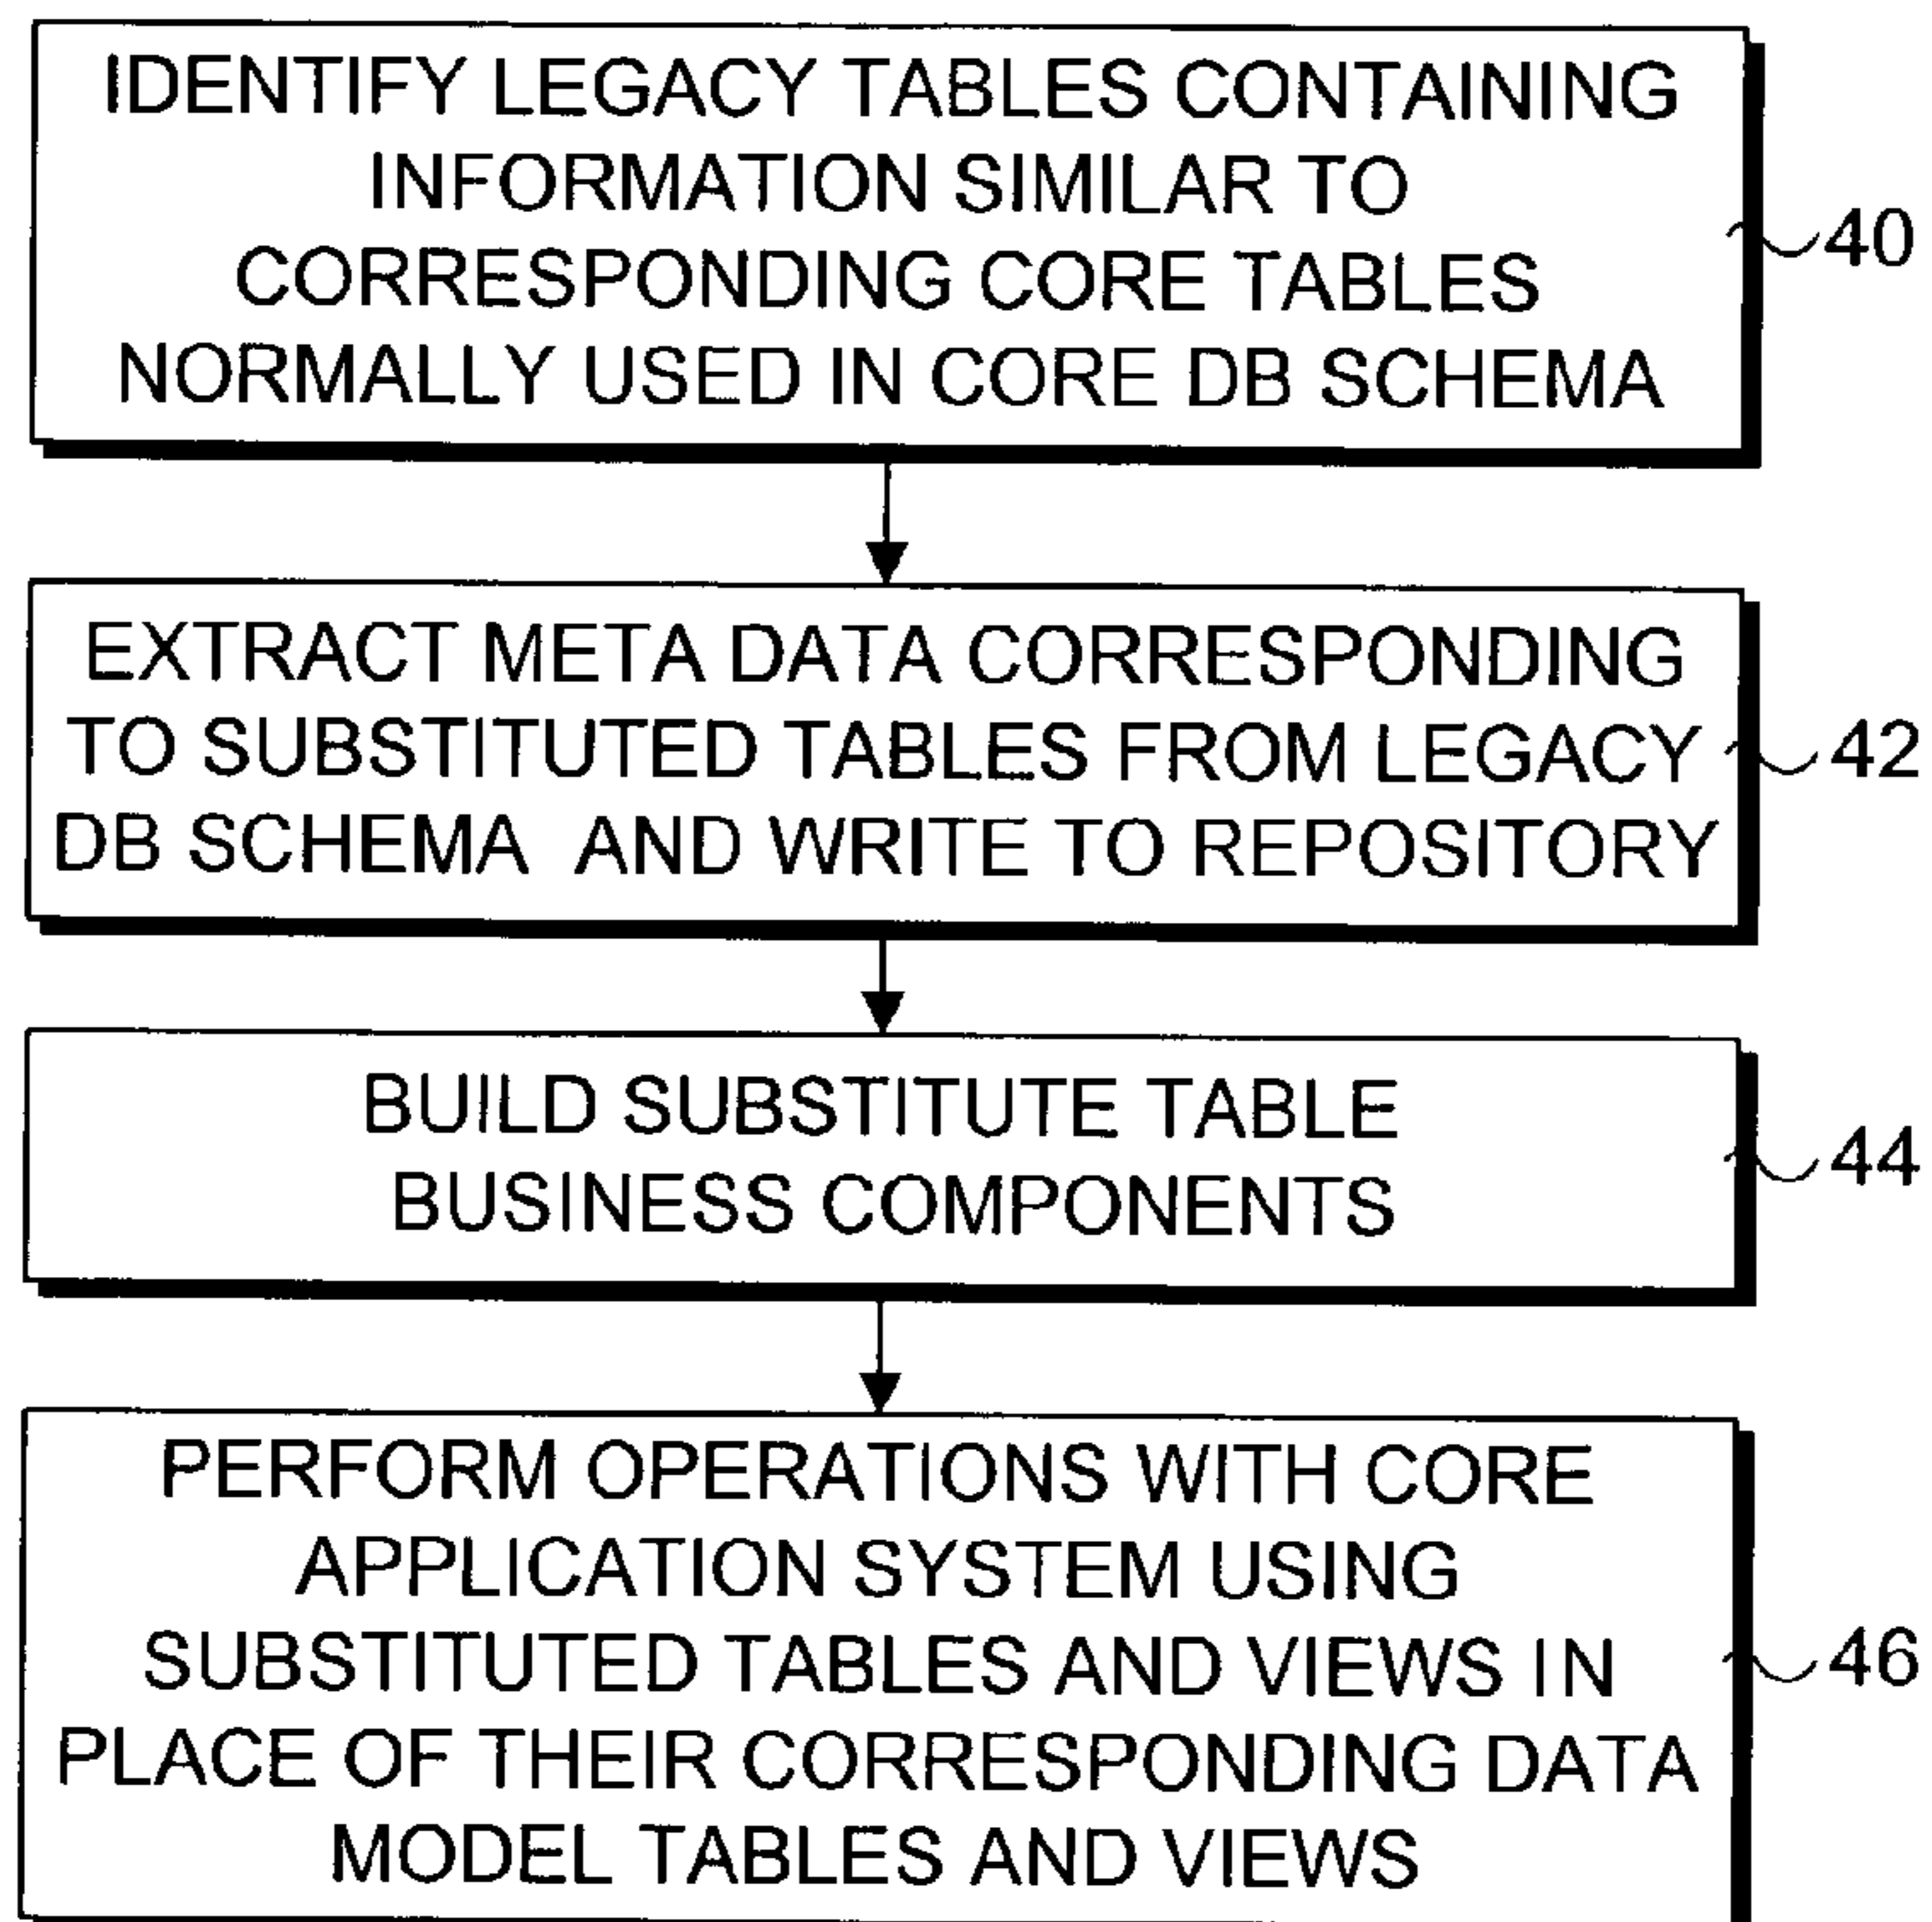 IDENTIFY LEGACY TABLES CONTAINING
INFORMATION SIMILAR TO
CORRESPONDING CORE TABLES
NORMALLY USED IN CORE DB SCHEMA
40
EXTRACT META DATA CORRESPONDING
TO SUBSTITUTED TABLES FROM LEGACY
DB SCHEMA AND WRITE TO REPOSITORY
42
BUILD SUBSTITUTE TABLE
BUSINESS COMPONENTS
44
PERFORM OPERATIONS WITH CORE
APPLICATION SYSTEM USING
SUBSTITUTED TABLES AND VIEWS IN
PLACE OF THEIR CORRESPONDING DATA
MODEL TABLES AND VIEWS
46